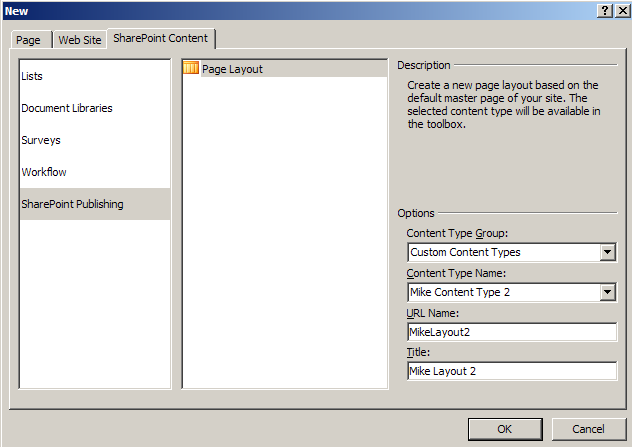 New
Page
Web Site
SharePoint Content
Lists
Document Libraries
Surveys
Workflow
SharePoint Publishing
Page Layout
Description
Create a new page layout based on the
default master page of your site. The
selected content type will be available in
the toolbox.
Options
Content Type Group:
Custom Content Types
Content Type Name:
Mike Content Type 2
URL Name:
MikeLayout2
Title:
Mike Layout 2
OK
Cancel